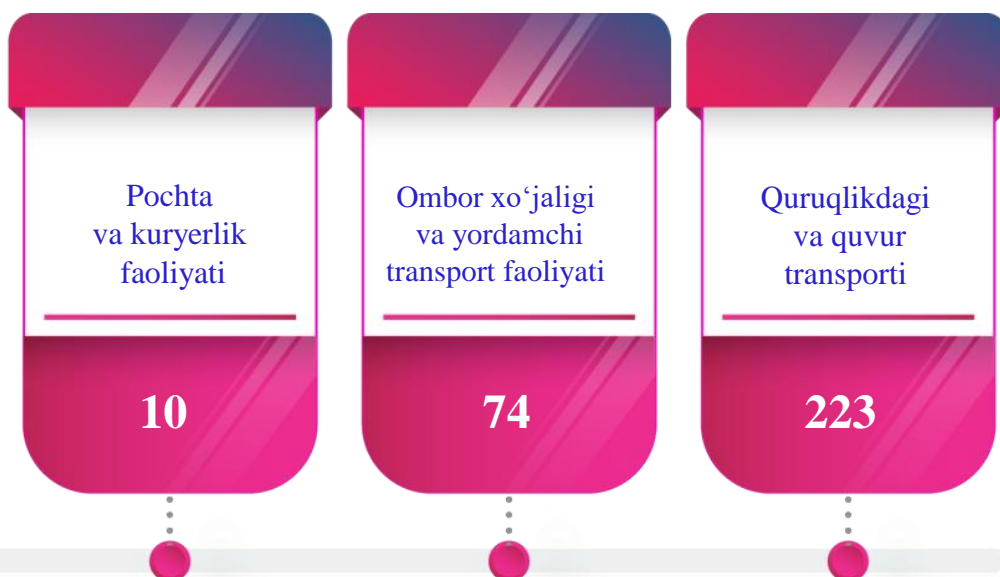 Pochta
va kuryerlik
faoliyati
10
Ombor xo‘jaligi
va yordamchi
transport faoliyati
74
Quruqlikdagi
va quvur
transporti
223